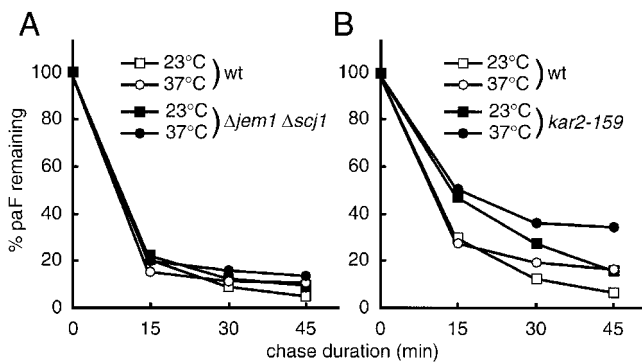 A
B
% paF remaining
100
80
60
40
20
0
0 15 30 45
23°C
37°C
) wt
23°C
37°C
) Δjem1 Δscj1
100
80
60
40
20
0
0 15 30 45
23°C
37°C
) wt
23°C
37°C
) kar2-159
chase duration (min)